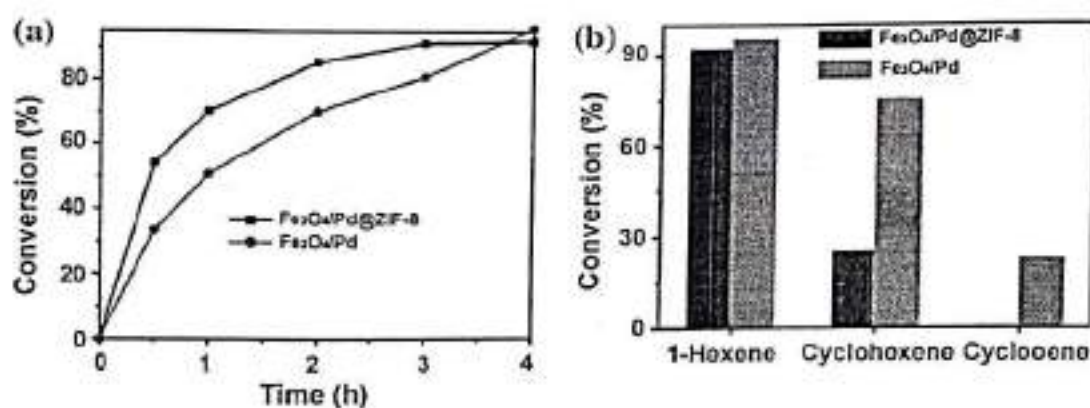 (a)
Conversion (%)
80
60
40
20
0
Fe₃O₄/Pd@ZIF-8
Fe₃O₄/Pd
0 1 2 3 4
Time (h)
(b)
Conversion (%)
90
60
30
0
Fe₃O₄/Pd@ZIF-8
Fe₃O₄/Pd
1-Hexene Cyclohexene